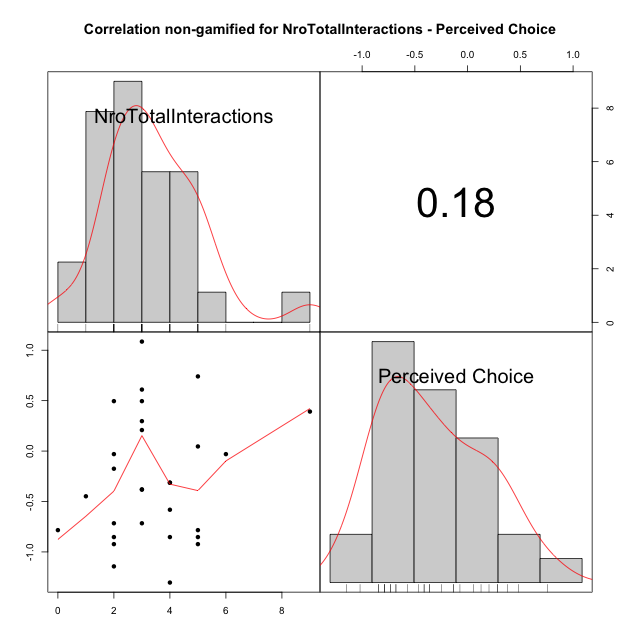 Correlation non-gamified for NroTotalInteractions - Perceived Choice
-1.0 -0.5 0.0 0.5 1.0
NroTotalInteractions
0.18
8
6
4
2
0
1.0
0.5
0.0
-0.5
-1.0
Perceived Choice
0 2 4 6 8